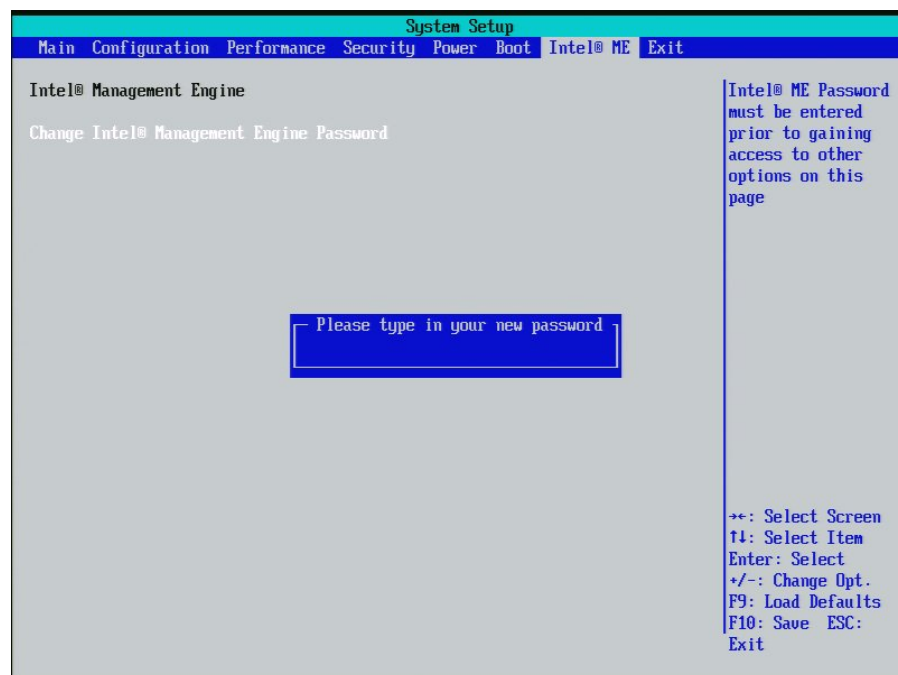 System Setup
Main Configuration Performance Security Power Boot Intel® ME Exit
Intel® Management Engine
Change Intel® Management Engine Password
Intel® ME Password
must be entered
prior to gaining
access to other
options on this
page
Please type in your new password
→←: Select Screen
↑↓: Select Item
Enter: Select
+/-: Change Opt.
F9: Load Defaults
F10: Save ESC:
Exit